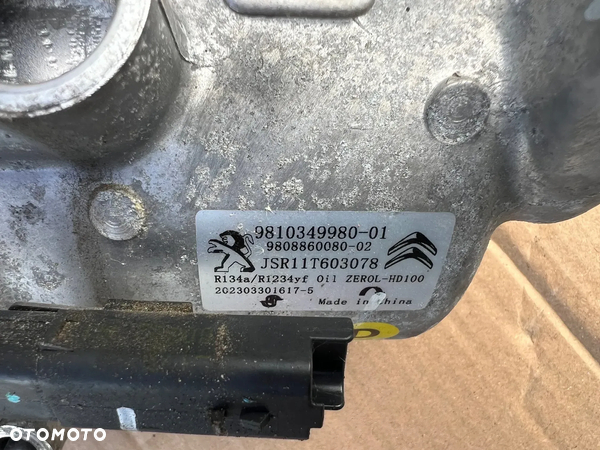 9810349980-01
9808860080-02
JSR11T603078
R134a/R1234yf Oil ZEROL-HD100
202303301617-5
Made in China
D
OTOMOTO